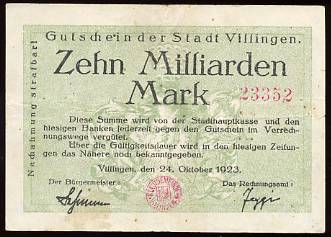 Gutschein der Stadt Villingen.
Zehn Milliarden
Mark
23352
Diese Summe wird von der Stadthauptkasse und den
hiesigen Banken jederzeit gegen den Gutschein im Verrech-
nungswege vergütet.
Über die Gültigkeitsdauer wird in den hiesigen Zeitun-
gen das Nähere noch bekanntgegeben.
Villingen, den 24. Oktober 1923.
Der Bürgermeister:
Das Rechnungsamt:
Nachahmung strafbar!